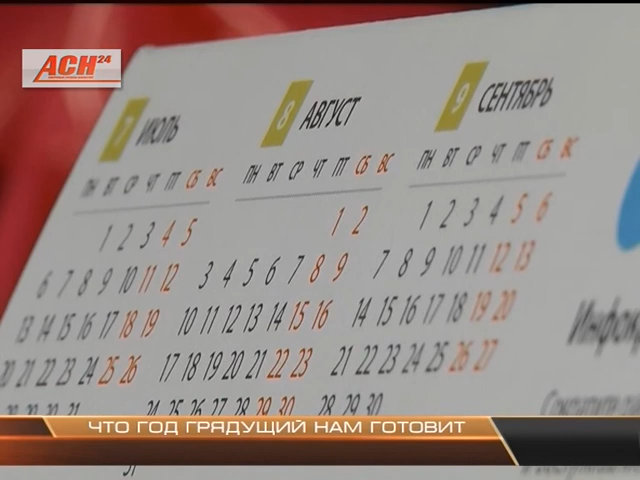 АСН24
7 ИЮЛЬ 8 АВГУСТ 9 СЕНТЯБРЬ
ПН ВТ СР ЧТ ПТ СБ ВС ПН ВТ СР ЧТ ПТ СБ ВС ПН ВТ СР ЧТ ПТ СБ ВС
1 2 3 4 5 1 2 1 2 3 4 5 6
6 7 8 9 10 11 12 3 4 5 6 7 8 9 7 8 9 10 11 12 13
13 14 15 16 17 18 19 10 11 12 13 14 15 16 14 15 16 17 18 19 20
20 21 22 23 24 25 26 17 18 19 20 21 22 23 21 22 23 24 25 26 27
27 28 29 30 31 24 25 26 27 28 29 30 28 29 30
31
ЧТО ГОД ГРЯДУЩИЙ НАМ ГОТОВИТ